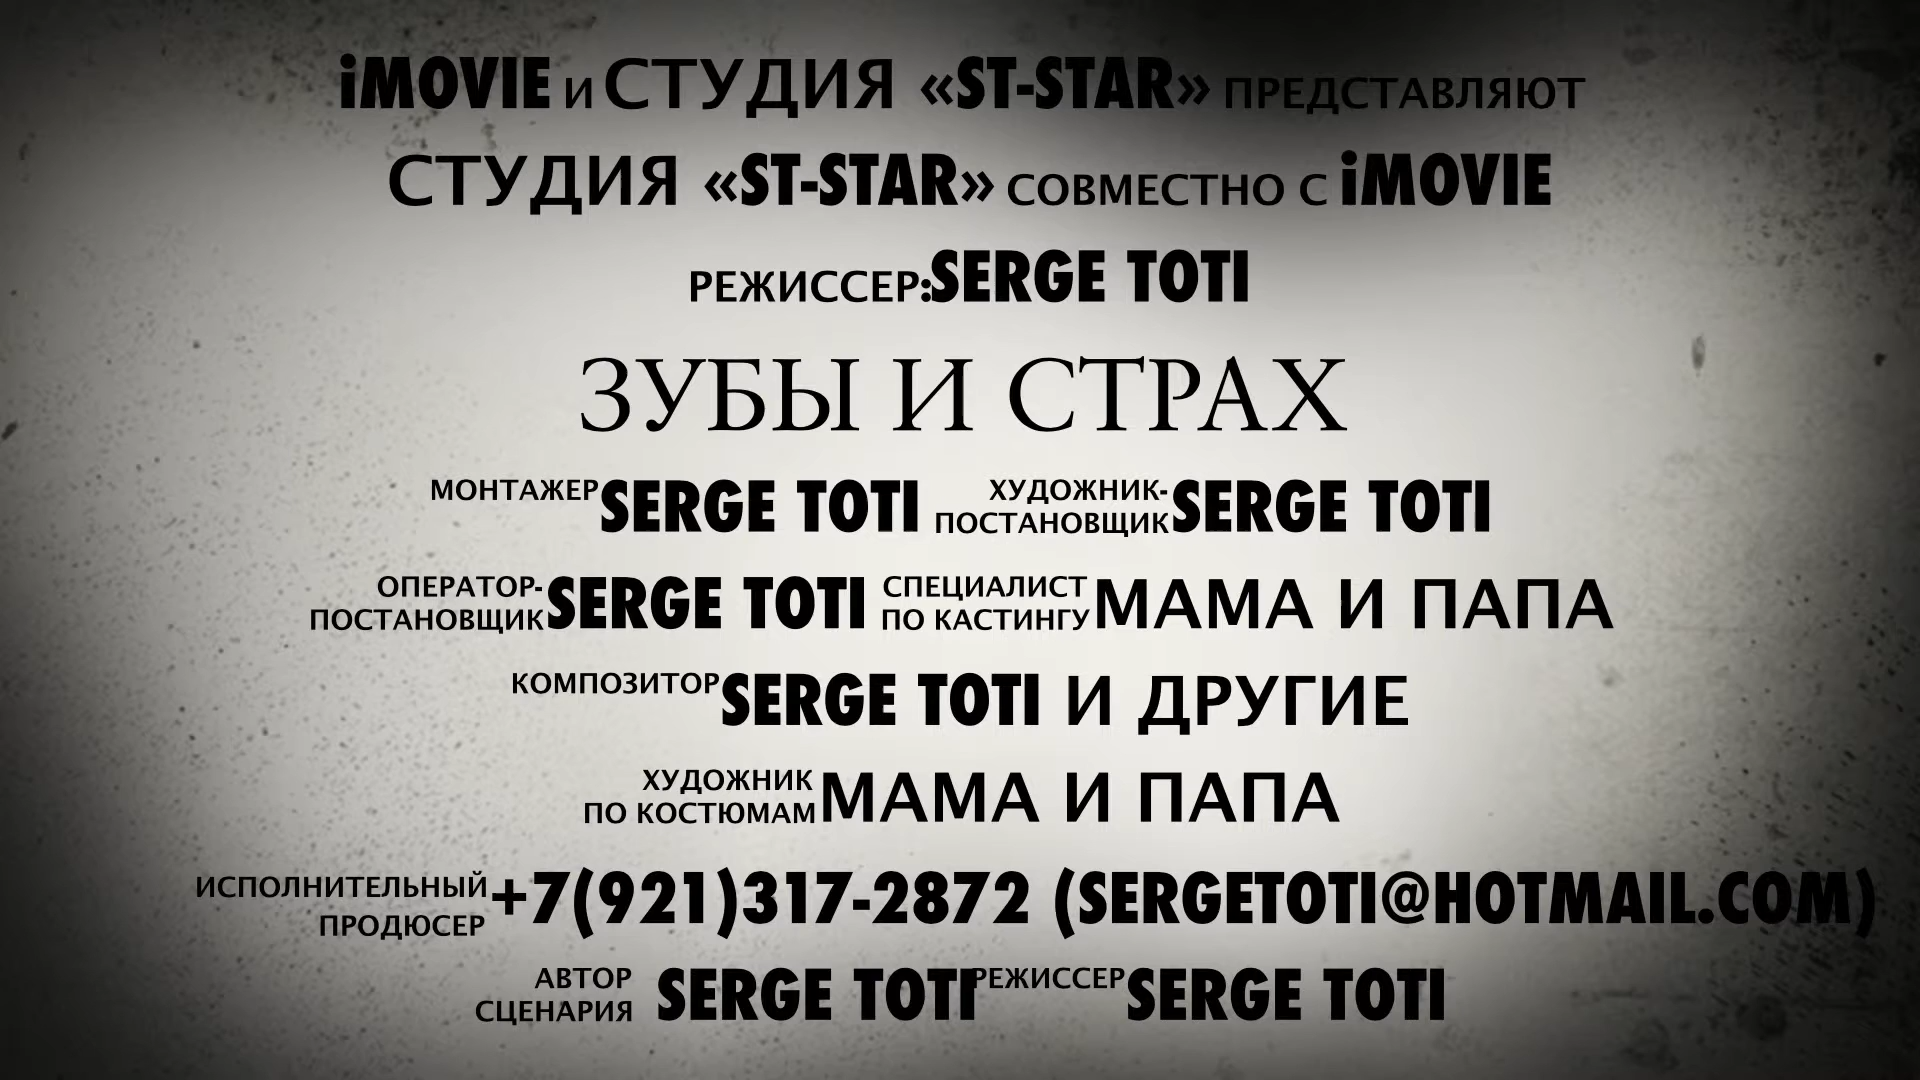 iMOVIE И СТУДИЯ «ST-STAR» ПРЕДСТАВЛЯЮТ
СТУДИЯ «ST-STAR» СОВМЕСТНО С iMOVIE
РЕЖИССЕР:SERGE TOTI
ЗУБЫ И СТРАХ
МОНТАЖЕР SERGE TOTI ХУДОЖНИК-ПОСТАНОВЩИК SERGE TOTI
ОПЕРАТОР-ПОСТАНОВЩИК SERGE TOTI СПЕЦИАЛИСТ ПО КАСТИНГУ МАМА И ПАПА
КОМПОЗИТОР SERGE TOTI И ДРУГИЕ
ХУДОЖНИК ПО КОСТЮМАМ МАМА И ПАПА
ИСПОЛНИТЕЛЬНЫЙ ПРОДЮСЕР +7(921)317-2872 (SERGETOTI@HOTMAIL.COM)
АВТОР СЦЕНАРИЯ SERGE TOTI РЕЖИССЕР SERGE TOTI